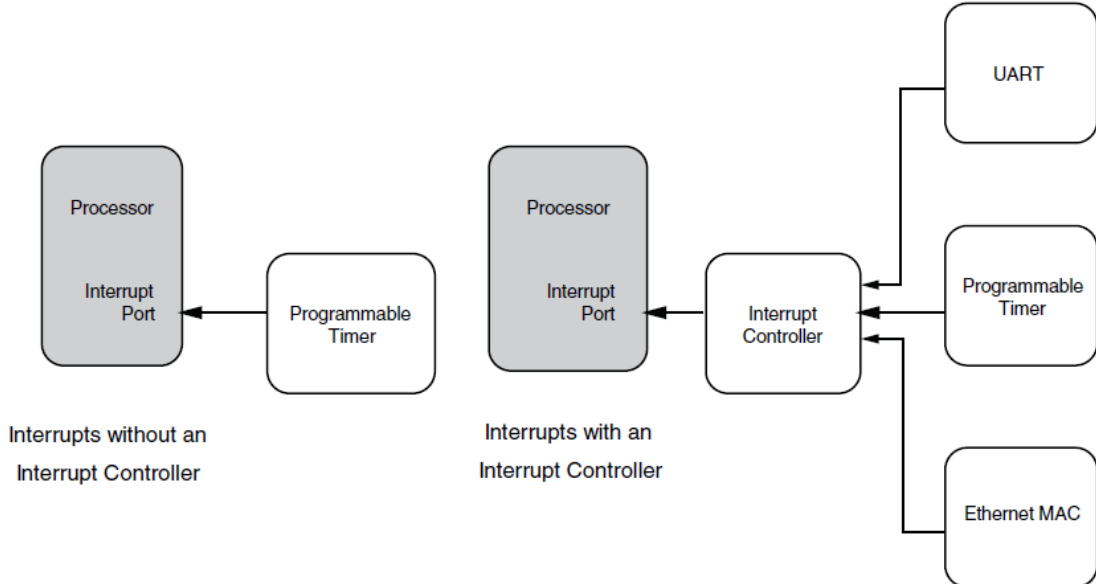 Processor
Interrupt
Port
Programmable
Timer
Interrupts without an
Interrupt Controller
Processor
Interrupt
Port
Interrupt
Controller
UART
Programmable
Timer
Ethernet MAC
Interrupts with an
Interrupt Controller